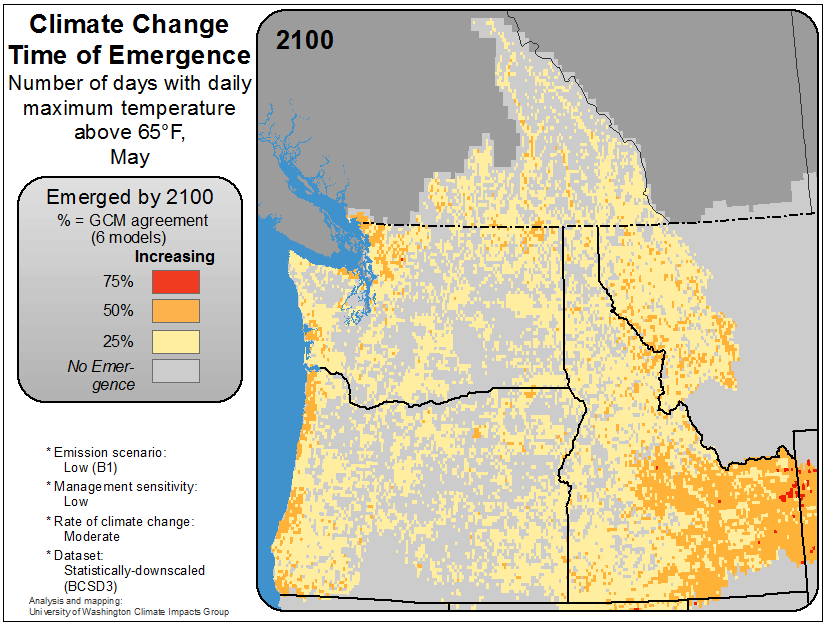 Climate Change
Time of Emergence
Number of days with daily
maximum temperature
above 65°F,
May
2100
Emerged by 2100
% = GCM agreement
(6 models)
Increasing
75%
50%
25%
No Emer-
gence
* Emission scenario:
Low (B1)
* Management sensitivity:
Low
* Rate of climate change:
Moderate
* Dataset:
Statistically-downscaled
(BCSD3)
Analysis and mapping:
University of Washington Climate Impacts Group